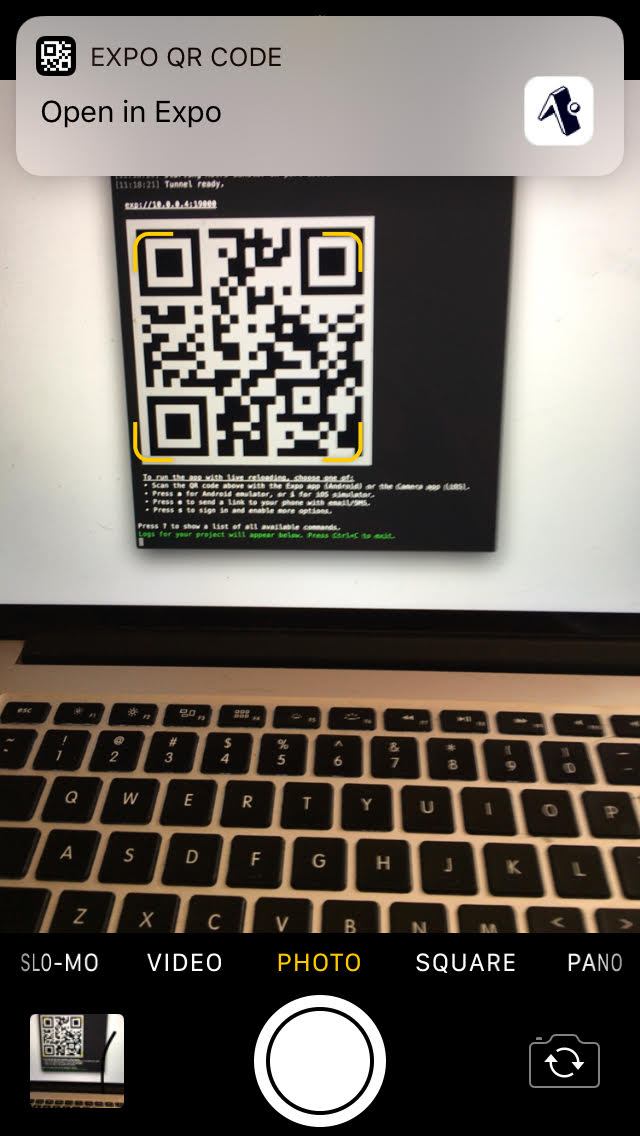 EXPO QR CODE
Open in Expo
[11:18:21] Tunnel ready.
exp://10.0.0.4:19000
To run the app with live reloading, choose one of:
• Scan the QR code above with the Expo app (Android) or the Camera app (iOS).
• Press a for Android emulator, or i for iOS simulator.
• Press e to send a link to your phone with email/SMS.
• Press s to sign in and enable more options.
Press ? to show a list of all available commands.
Logs for your project will appear below. Press Ctrl+C to exit.
esc F1 F2 F3 F4 F5 F6 F7 F8
~ ! @ # $ % ^ & * ( )
1 2 3 4 5 6 7 8 9 0
Q W E R T Y U I O P
A S D F G H J K L
Z X C V B N M < >
SLO-MO VIDEO PHOTO SQUARE PANO